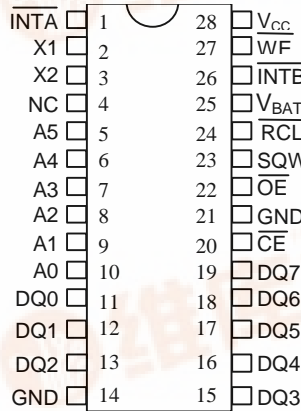 INTA 1 28 VCC
X1 2 27 WF
X2 3 26 INTB
NC 4 25 VBAT
A5 5 24 RCL
A4 6 23 SQW
A3 7 22 OE
A2 8 21 GND
A1 9 20 CE
A0 10 19 DQ7
DQ0 11 18 DQ6
DQ1 12 17 DQ5
DQ2 13 16 DQ4
GND 14 15 DQ3